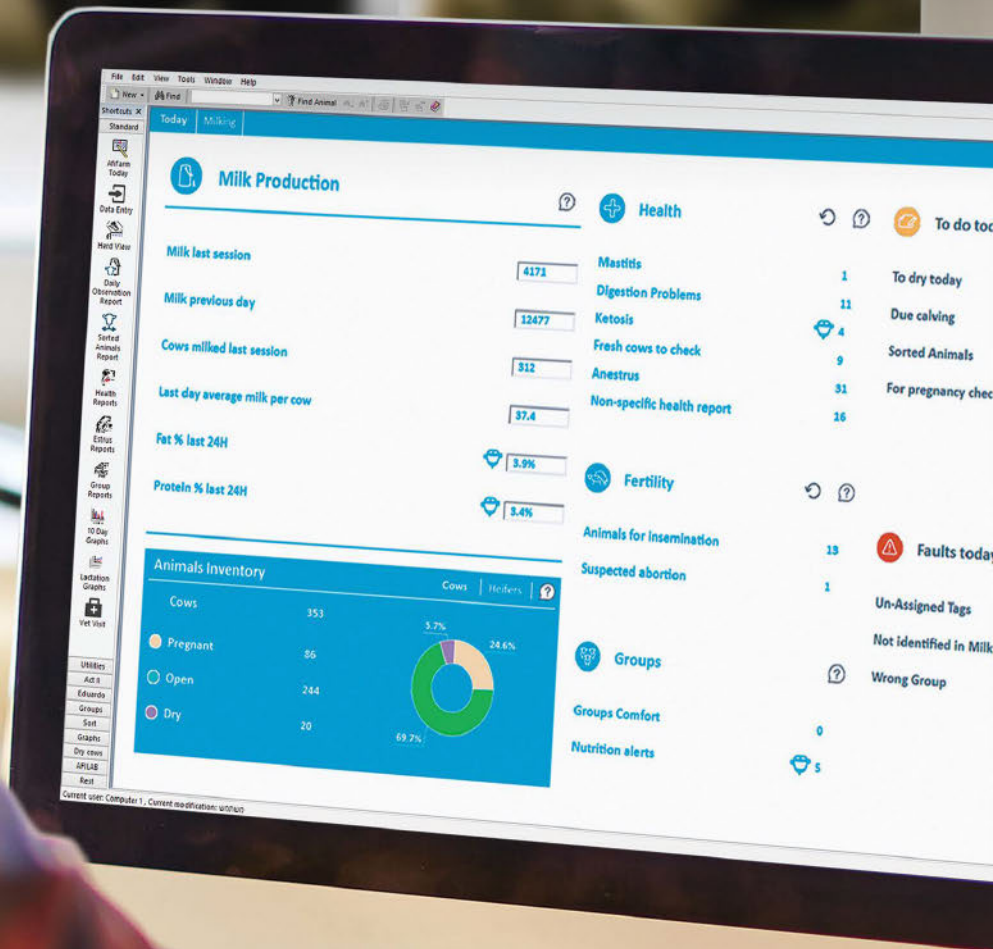 File Edit View Tools Window Help
New Find Find Animal
Shortcuts X
Standard
Afifarm Today
Data Entry
Herd View
Daily Observation Report
Sorted Animals Report
Health Reports
Estrus Reports
Group Reports
10 Day Graphs
Lactation Graphs
Vet Visit
Utilities
Act II
Eduardo
Groups
Sort
Graphs
Dry cows
AFILAB
Rest
Today Milking
Milk Production
Milk last session 4171
Milk previous day 12477
Cows milked last session 312
Last day average milk per cow 37.4
Fat % last 24H 3.9%
Protein % last 24H 3.4%
Animals Inventory Cows Heifers
Cows 353
Pregnant 86
Open 244
Dry 20
5.7%
24.6%
69.7%
Health
Mastitis 1
Digestion Problems 11
Ketosis 4
Fresh cows to check 9
Anestrus 31
Non-specific health report 16
Fertility
Animals for insemination 13
Suspected abortion 1
Groups
Groups Comfort 0
Nutrition alerts 5
To do tod
To dry today
Due calving
Sorted Animals
For pregnancy chec
Faults today
Un-Assigned Tags
Not identified in Milk
Wrong Group
Current user: Computer 1, Current modification: